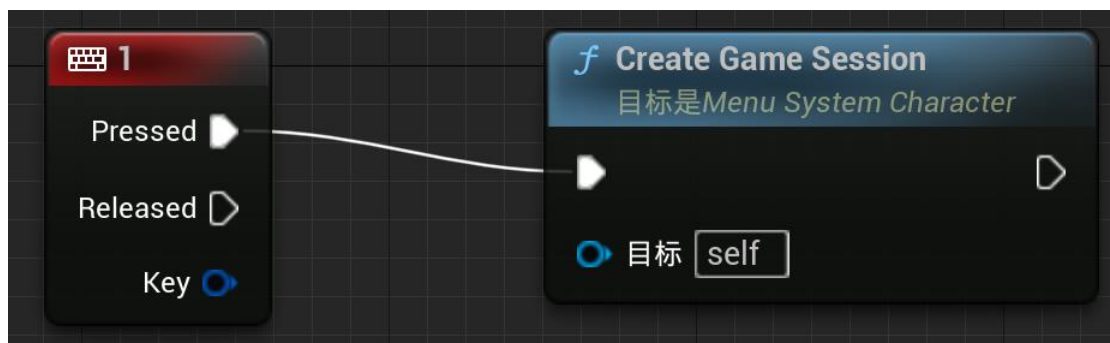 1
Pressed
Released
Key
Create Game Session
目标是Menu System Character
目标 self